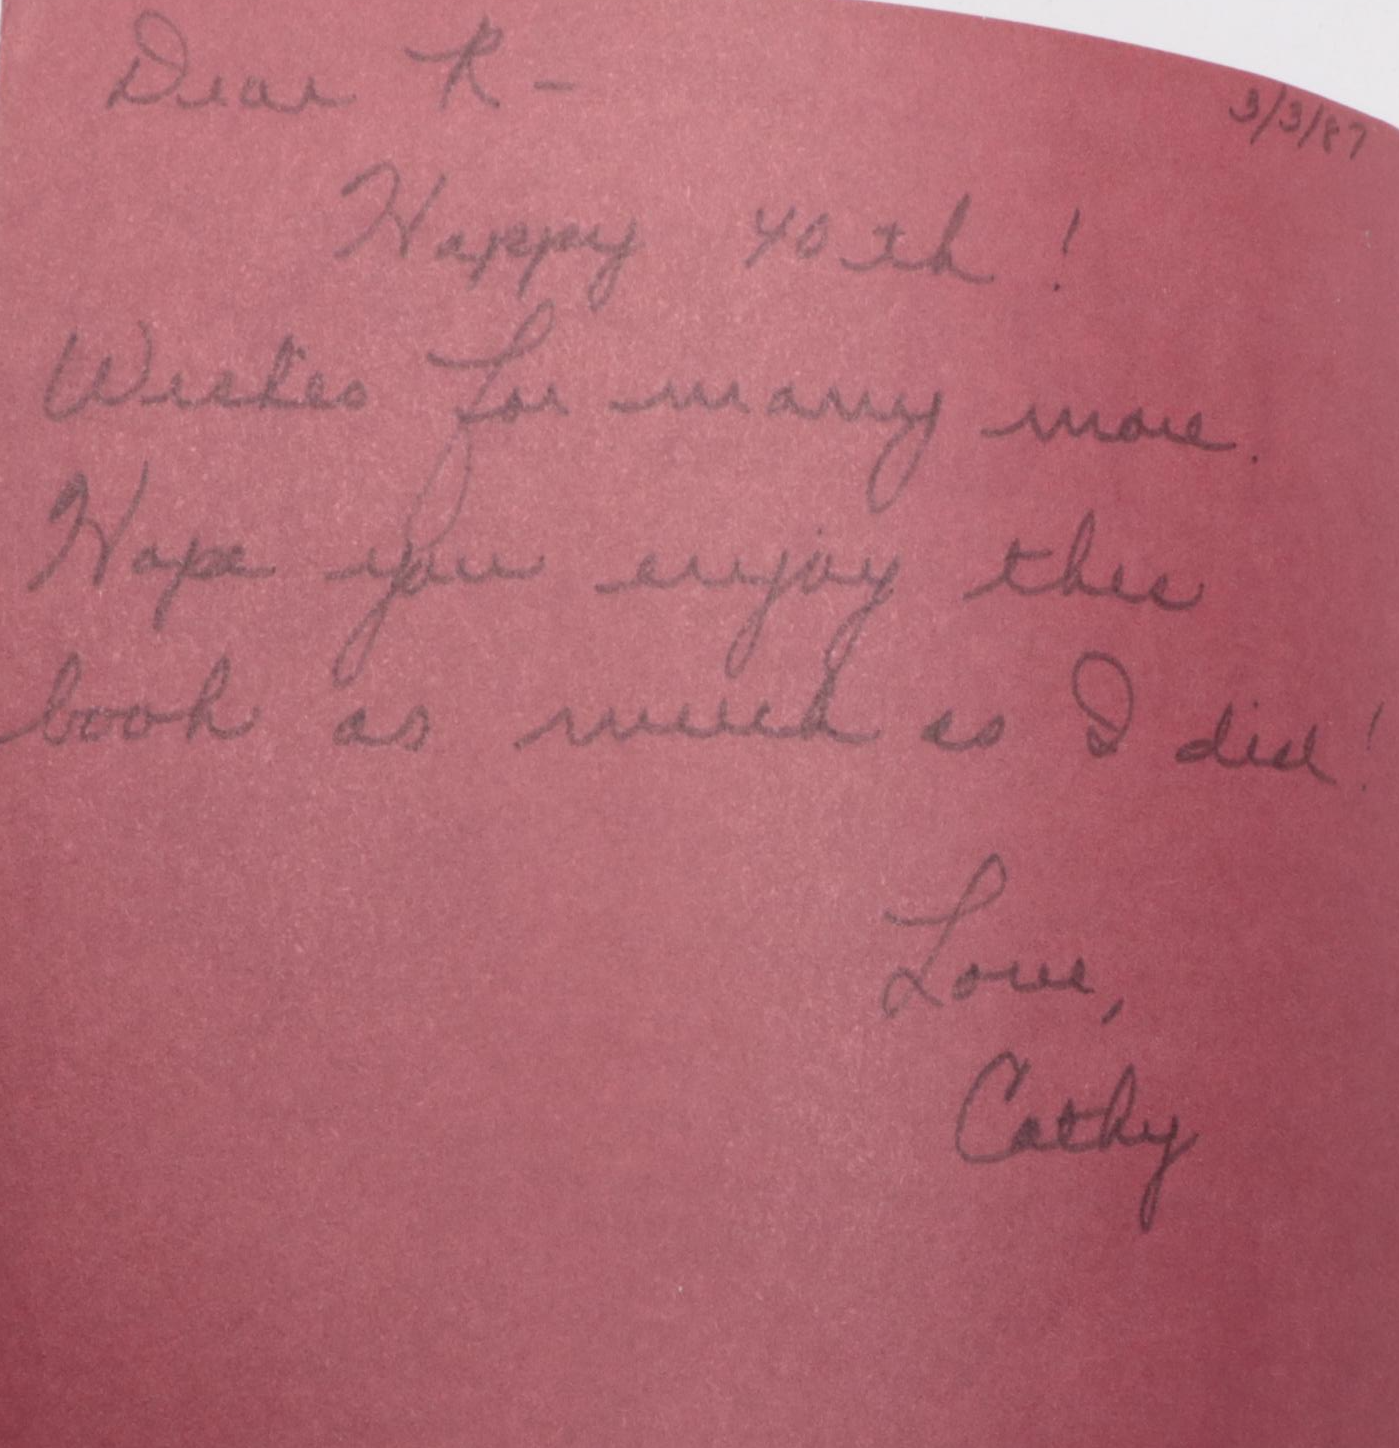 Dear R-
3/3/87
Happy 40th!
Wishes for many more.
Hope you enjoy this
book as much as I did!
Love,
Cathy